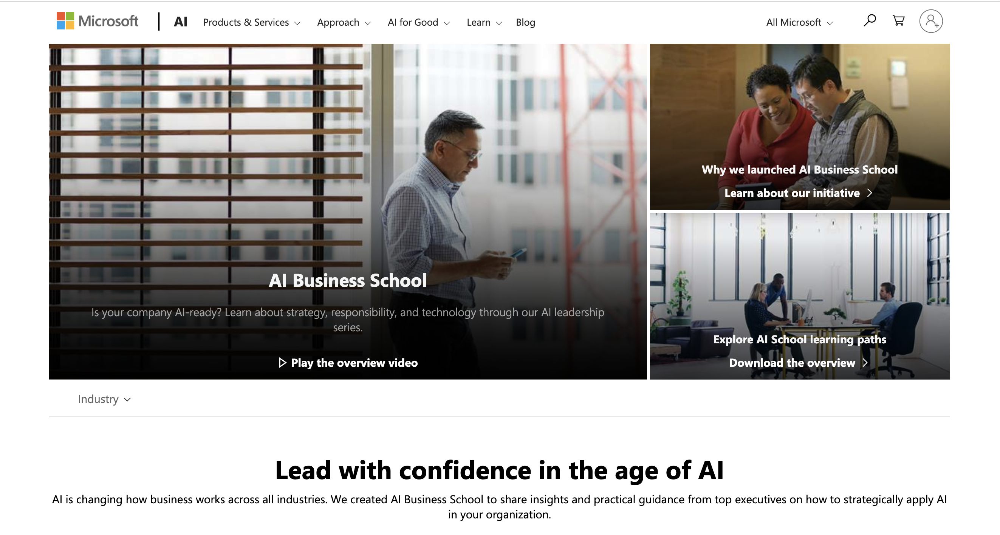 Microsoft
AI
Products & Services
Approach
AI for Good
Learn
Blog
All Microsoft
AI Business School
Is your company AI-ready? Learn about strategy, responsibility, and technology through our AI leadership
series.
Play the overview video
Why we launched AI Business School
Learn about our initiative
Explore AI School learning paths
Download the overview
Industry
Lead with confidence in the age of AI
AI is changing how business works across all industries. We created AI Business School to share insights and practical guidance from top executives on how to strategically apply AI
in your organization.